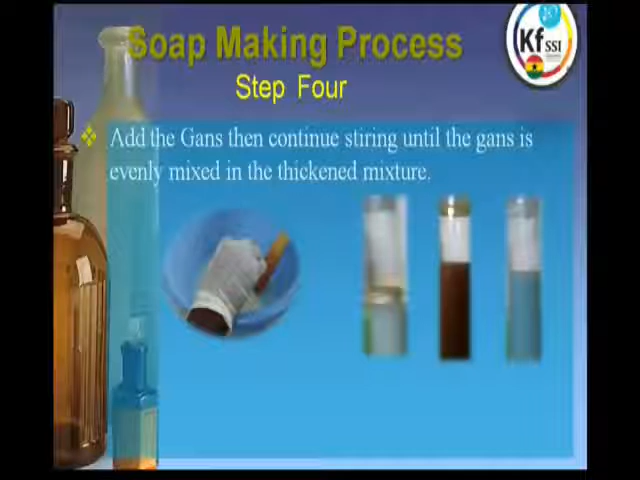 Soap Making Process
Step Four
Kf SSI
Add the Gans then continue stiring until the gans is
evenly mixed in the thickened mixture.